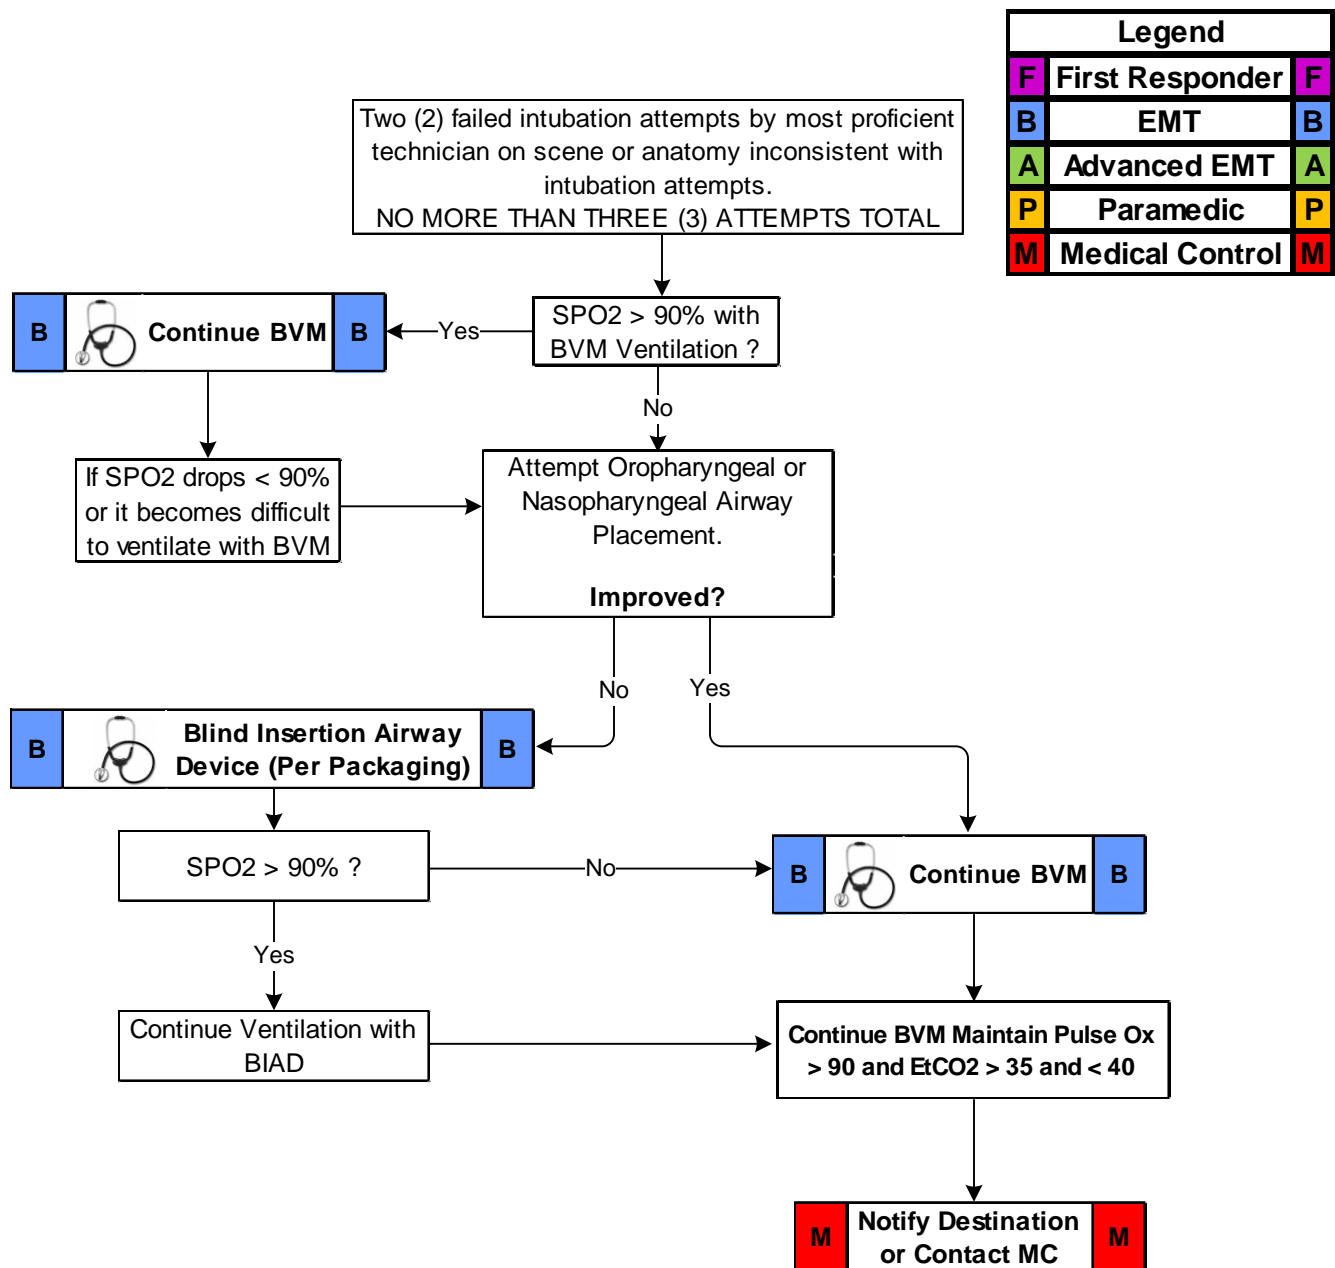 Legend
F First Responder F
B EMT B
A Advanced EMT A
P Paramedic P
M Medical Control M
Two (2) failed intubation attempts by most proficient
technician on scene or anatomy inconsistent with
intubation attempts.
NO MORE THAN THREE (3) ATTEMPTS TOTAL
SPO2 > 90% with
BVM Ventilation ?
Yes
B Continue BVM B
No
If SPO2 drops < 90%
or it becomes difficult
to ventilate with BVM
Attempt Oropharyngeal or
Nasopharyngeal Airway
Placement.
Improved?
No
Yes
B Blind Insertion Airway B
Device (Per Packaging)
SPO2 > 90% ?
No
B Continue BVM B
Yes
Continue Ventilation with
BIAD
Continue BVM Maintain Pulse Ox
> 90 and EtCO2 > 35 and < 40
M Notify Destination M
or Contact MC